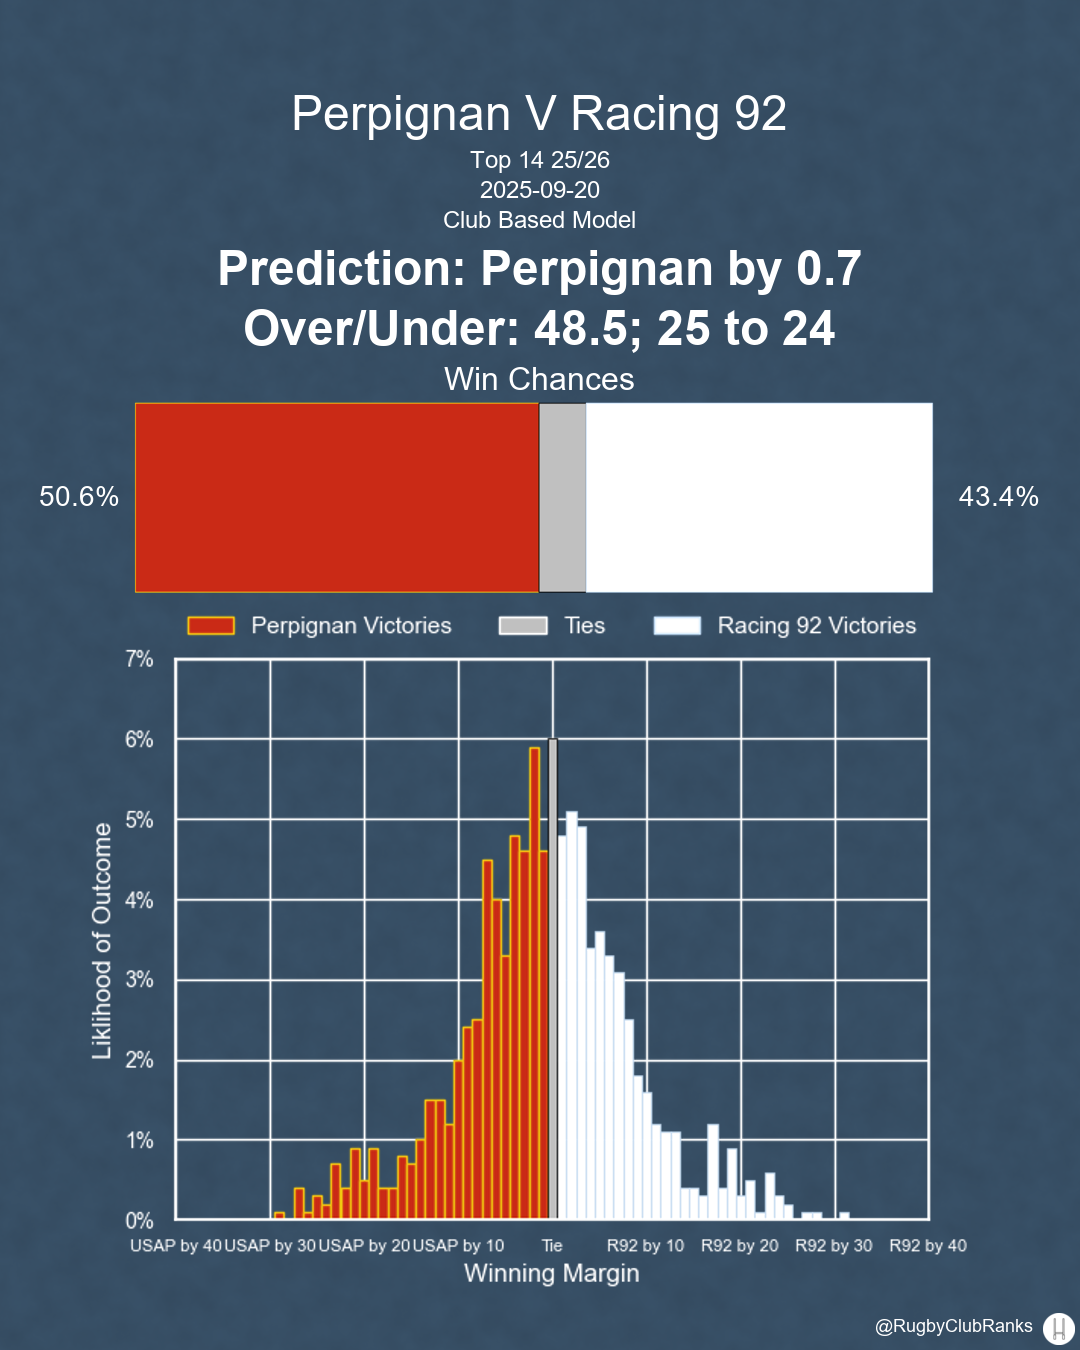 Perpignan V Racing 92
Top 14 25/26
2025-09-20
Club Based Model
Prediction: Perpignan by 0.7
Over/Under: 48.5; 25 to 24
Win Chances
50.6%
43.4%
Perpignan Victories
Ties
Racing 92 Victories
7%
6%
5%
4%
3%
2%
1%
0%
Liklihood of Outcome
USAP by 40 USAP by 30 USAP by 20 USAP by 10 Tie R92 by 10 R92 by 20 R92 by 30 R92 by 40
Winning Margin
@RugbyClubRanks